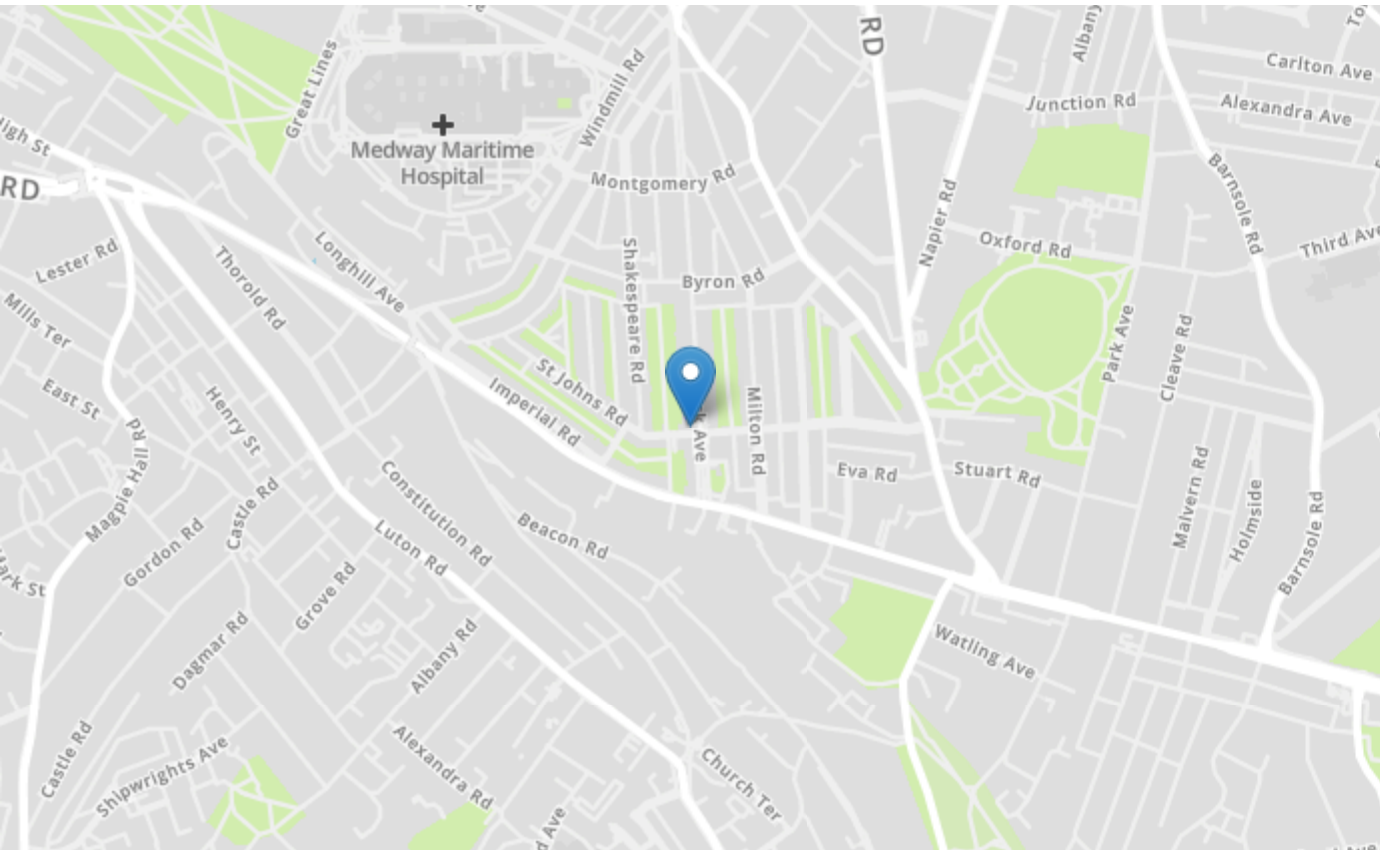 RD
Albany
Great Lines
Windmill Rd
Carlton Ave
Junction Rd
Alexandra Ave
High St
Medway Maritime
Hospital
RD
Montgomery Rd
Napier Rd
Barnsole Rd
Lester Rd
Longhill Ave
Oxford Rd
Third Ave
Thorold Rd
Shakespeare Rd
Byron Rd
Mills Ter
Park Ave
Cleave Rd
East St
Henry St
St Johns Rd
Imperial Rd
k Ave
Milton Rd
Magpie Hall Rd
Castle Rd
Constitution Rd
Eva Rd
Stuart Rd
Malvern Rd
Holmside
Barnsole Rd
Gordon Rd
Luton Rd
Beacon Rd
ark St
Grove Rd
Dagmar Rd
Albany Rd
Watling Ave
Castle Rd
Shipwrights Ave
Alexandra Rd
Church Ter
d Ave